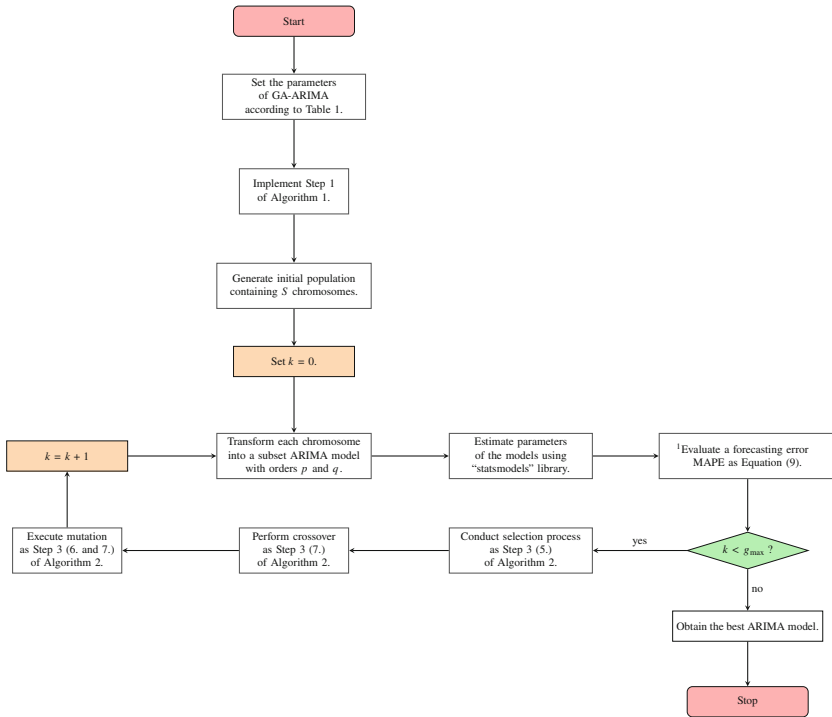 Start
Set the parameters
of GA-ARIMA
according to Table 1.
Implement Step 1
of Algorithm 1.
Generate initial population
containing S chromosomes.
Set k = 0.
k = k + 1
Transform each chromosome
into a subset ARIMA model
with orders p and q.
Estimate parameters
of the models using
“statsmodels” library.
¹Evaluate a forecasting error
MAPE as Equation (9).
Execute mutation
as Step 3 (6. and 7.)
of Algorithm 2.
Perform crossover
as Step 3 (7.)
of Algorithm 2.
Conduct selection process
as Step 3 (5.)
of Algorithm 2.
yes
k < gmax ?
no
Obtain the best ARIMA model.
Stop